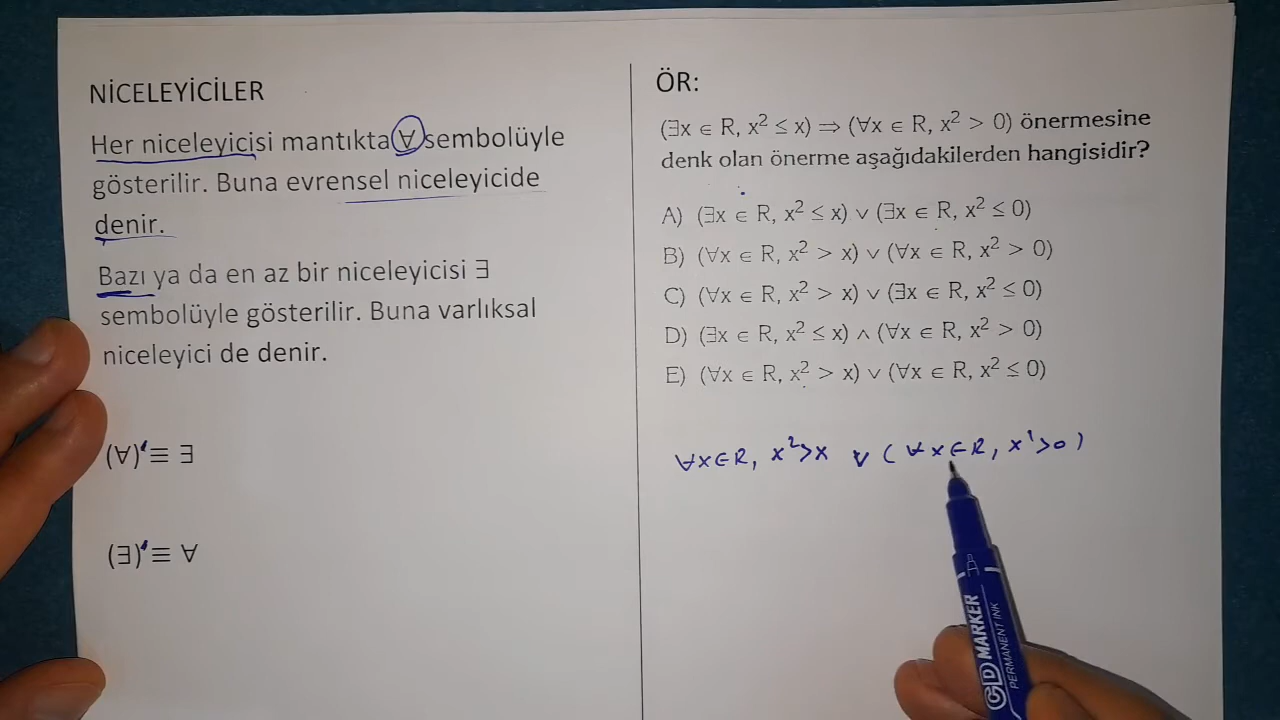 NİCELEYİCİLER
Her niceleyicisi mantıkta ∀ sembolüyle
gösterilir. Buna evrensel niceleyicide
denir.
Bazı ya da en az bir niceleyicisi ∃
sembolüyle gösterilir. Buna varlıksal
niceleyici de denir.
(∀)' ≡ ∃
(∃)' ≡ ∀
ÖR:
(∃x ∈ R, x² ≤ x) ⇒ (∀x ∈ R, x² > 0) önermesine
denk olan önerme aşağıdakilerden hangisidir?
A) (∃x ∈ R, x² ≤ x) ∨ (∃x ∈ R, x² ≤ 0)
B) (∀x ∈ R, x² > x) ∨ (∀x ∈ R, x² > 0)
C) (∀x ∈ R, x² > x) ∨ (∃x ∈ R, x² ≤ 0)
D) (∃x ∈ R, x² ≤ x) ∧ (∀x ∈ R, x² > 0)
E) (∀x ∈ R, x² > x) ∨ (∀x ∈ R, x² ≤ 0)
∀x∈R, x²>x ∨ (∀x∈R, x²>0)
GD MARKER
PERMANENT INK